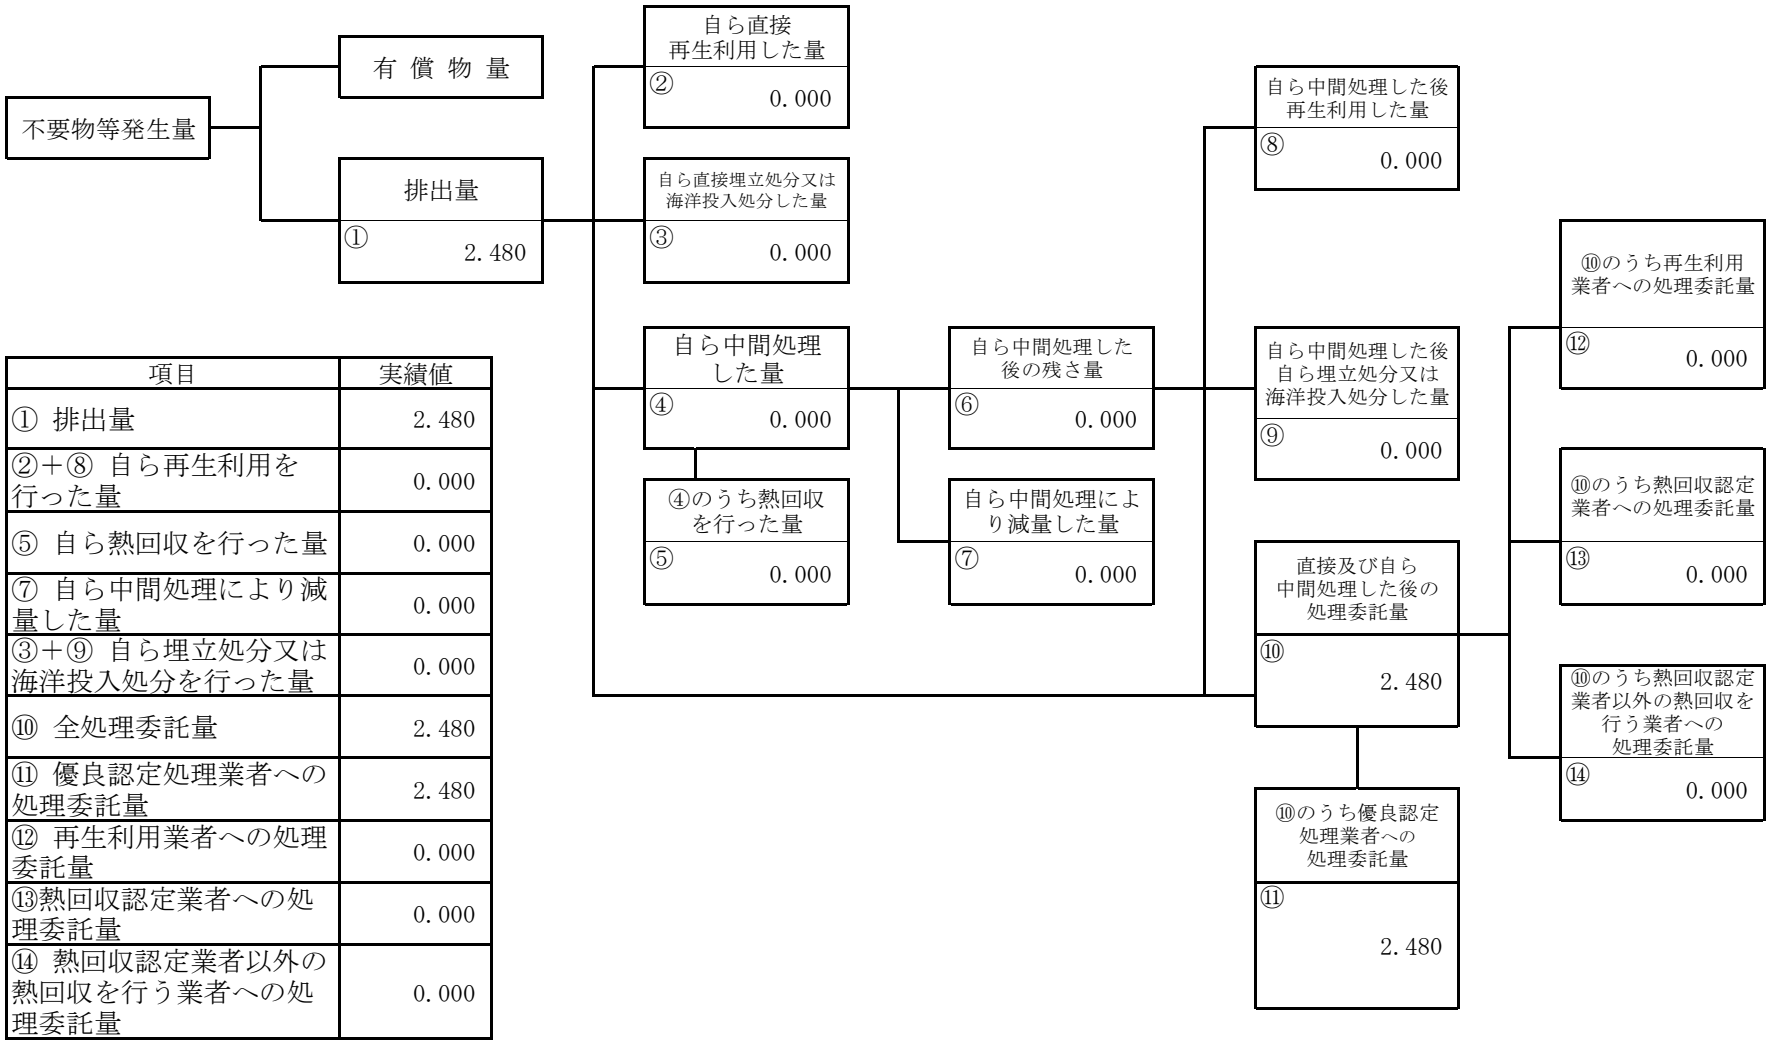 不要物等発生量
有 償 物 量
排出量
①
2.480
自ら直接
再生利用した量
②
0.000
自ら直接埋立処分又は
海洋投入処分した量
③
0.000
自ら中間処理
した量
④
0.000
④のうち熱回収
を行った量
⑤
0.000
自ら中間処理した
後の残さ量
⑥
0.000
自ら中間処理によ
り減量した量
⑦
0.000
自ら中間処理した後
再生利用した量
⑧
0.000
自ら中間処理した後
自ら埋立処分又は
海洋投入処分した量
⑨
0.000
直接及び自ら
中間処理した後の
処理委託量
⑩
2.480
⑩のうち優良認定
処理業者への
処理委託量
⑪
2.480
⑩のうち再生利用
業者への処理委託量
⑫
0.000
⑩のうち熱回収認定
業者への処理委託量
⑬
0.000
⑩のうち熱回収認定
業者以外の熱回収を
行う業者への
処理委託量
⑭
0.000
項目 実績値
① 排出量 2.480
②＋⑧ 自ら再生利用を
行った量 0.000
⑤ 自ら熱回収を行った量 0.000
⑦ 自ら中間処理により減
量した量 0.000
③＋⑨ 自ら埋立処分又は
海洋投入処分を行った量 0.000
⑩ 全処理委託量 2.480
⑪ 優良認定処理業者への
処理委託量 2.480
⑫ 再生利用業者への処理
委託量 0.000
⑬熱回収認定業者への処
理委託量 0.000
⑭ 熱回収認定業者以外の
熱回収を行う業者への処
理委託量 0.000